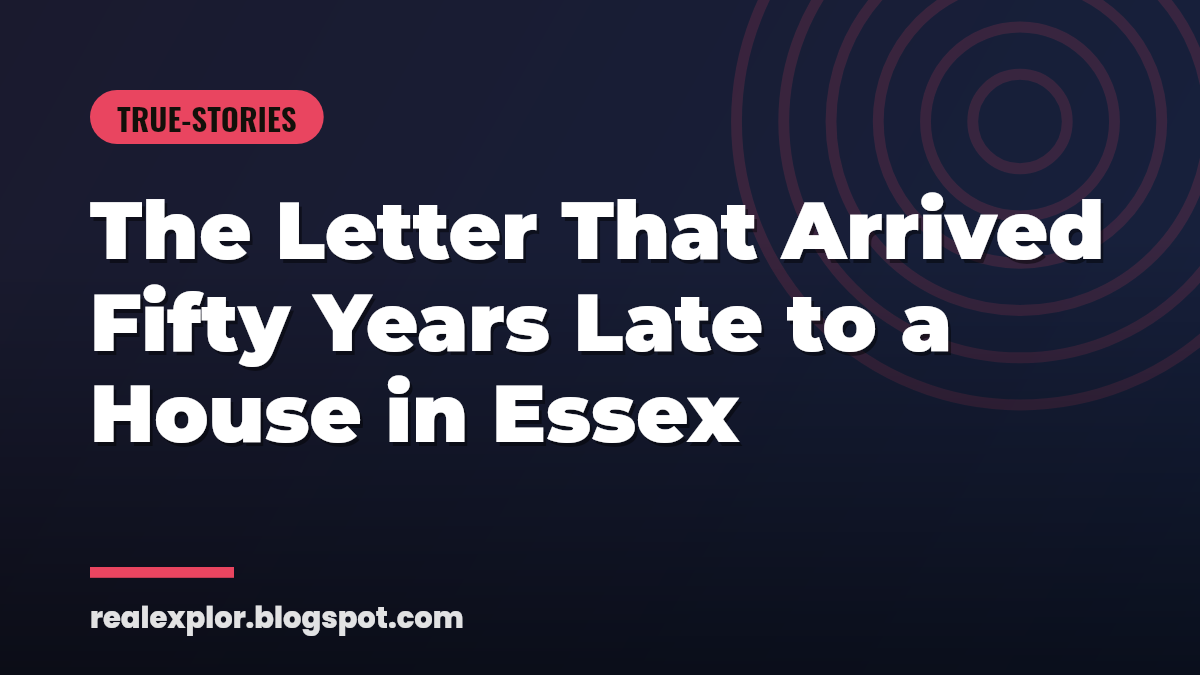 TRUE-STORIES
The Letter That Arrived
Fifty Years Late to a
House in Essex
realexplor.blogspot.com